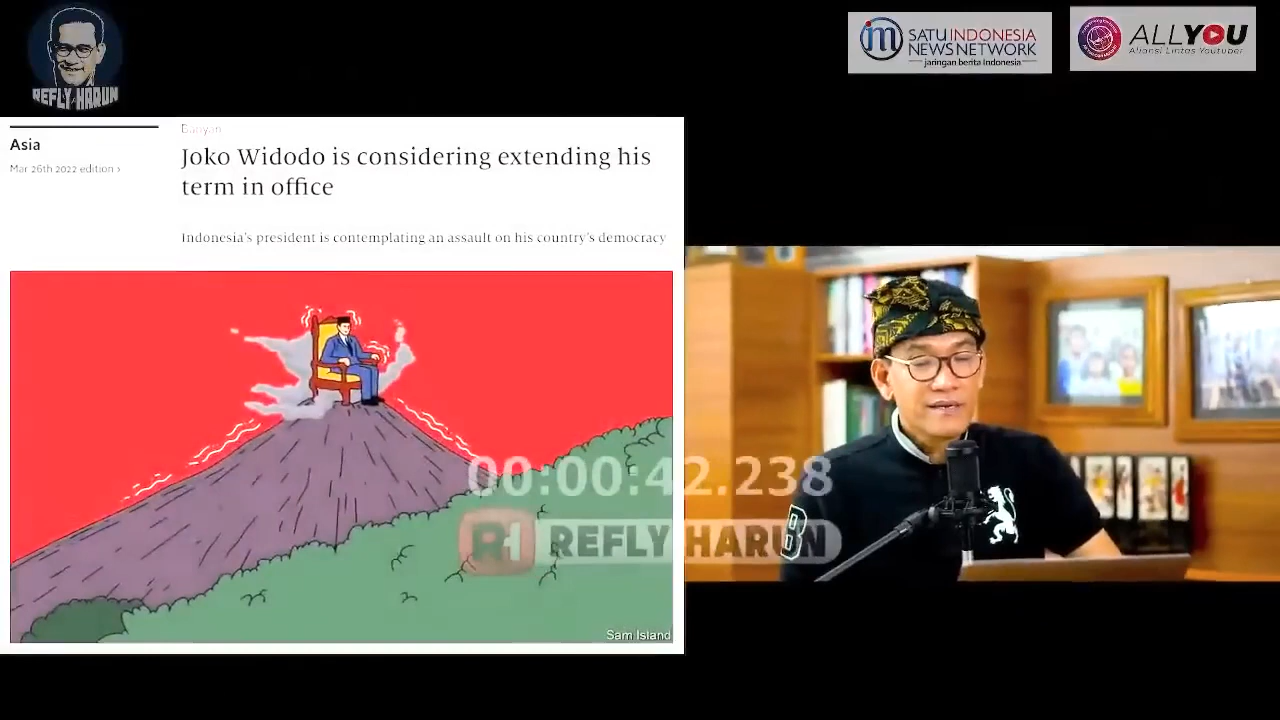 REFLY HARUN
SATU INDONESIA
NEWS NETWORK
jaringan berita Indonesia
ALLYOU
Aliansi Lintas Youtuber
Banyan
Asia
Mar 26th 2022 edition ›
Joko Widodo is considering extending his
term in office
Indonesia's president is contemplating an assault on his country's democracy
00:00:42.238
RH REFLY HARUN
B
Sam Island